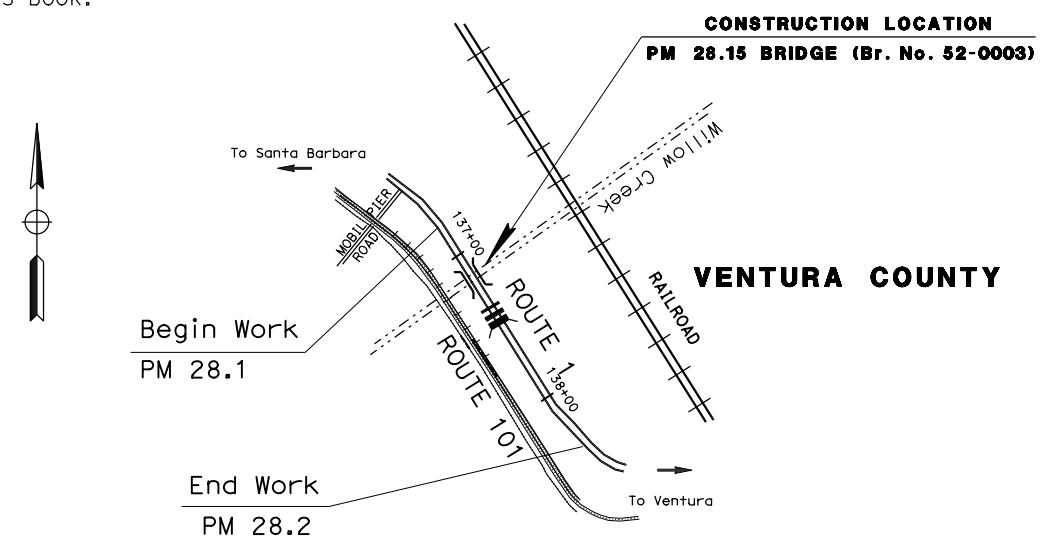 S BOOK.
CONSTRUCTION LOCATION
PM 28.15 BRIDGE (Br. No. 52-0003)
To Santa Barbara
Willow Creek
MOBIL PIER
ROAD
137+00
VENTURA COUNTY
RAILROAD
ROUTE 1
Begin Work
PM 28.1
ROUTE 101
138+00
End Work
PM 28.2
To Ventura